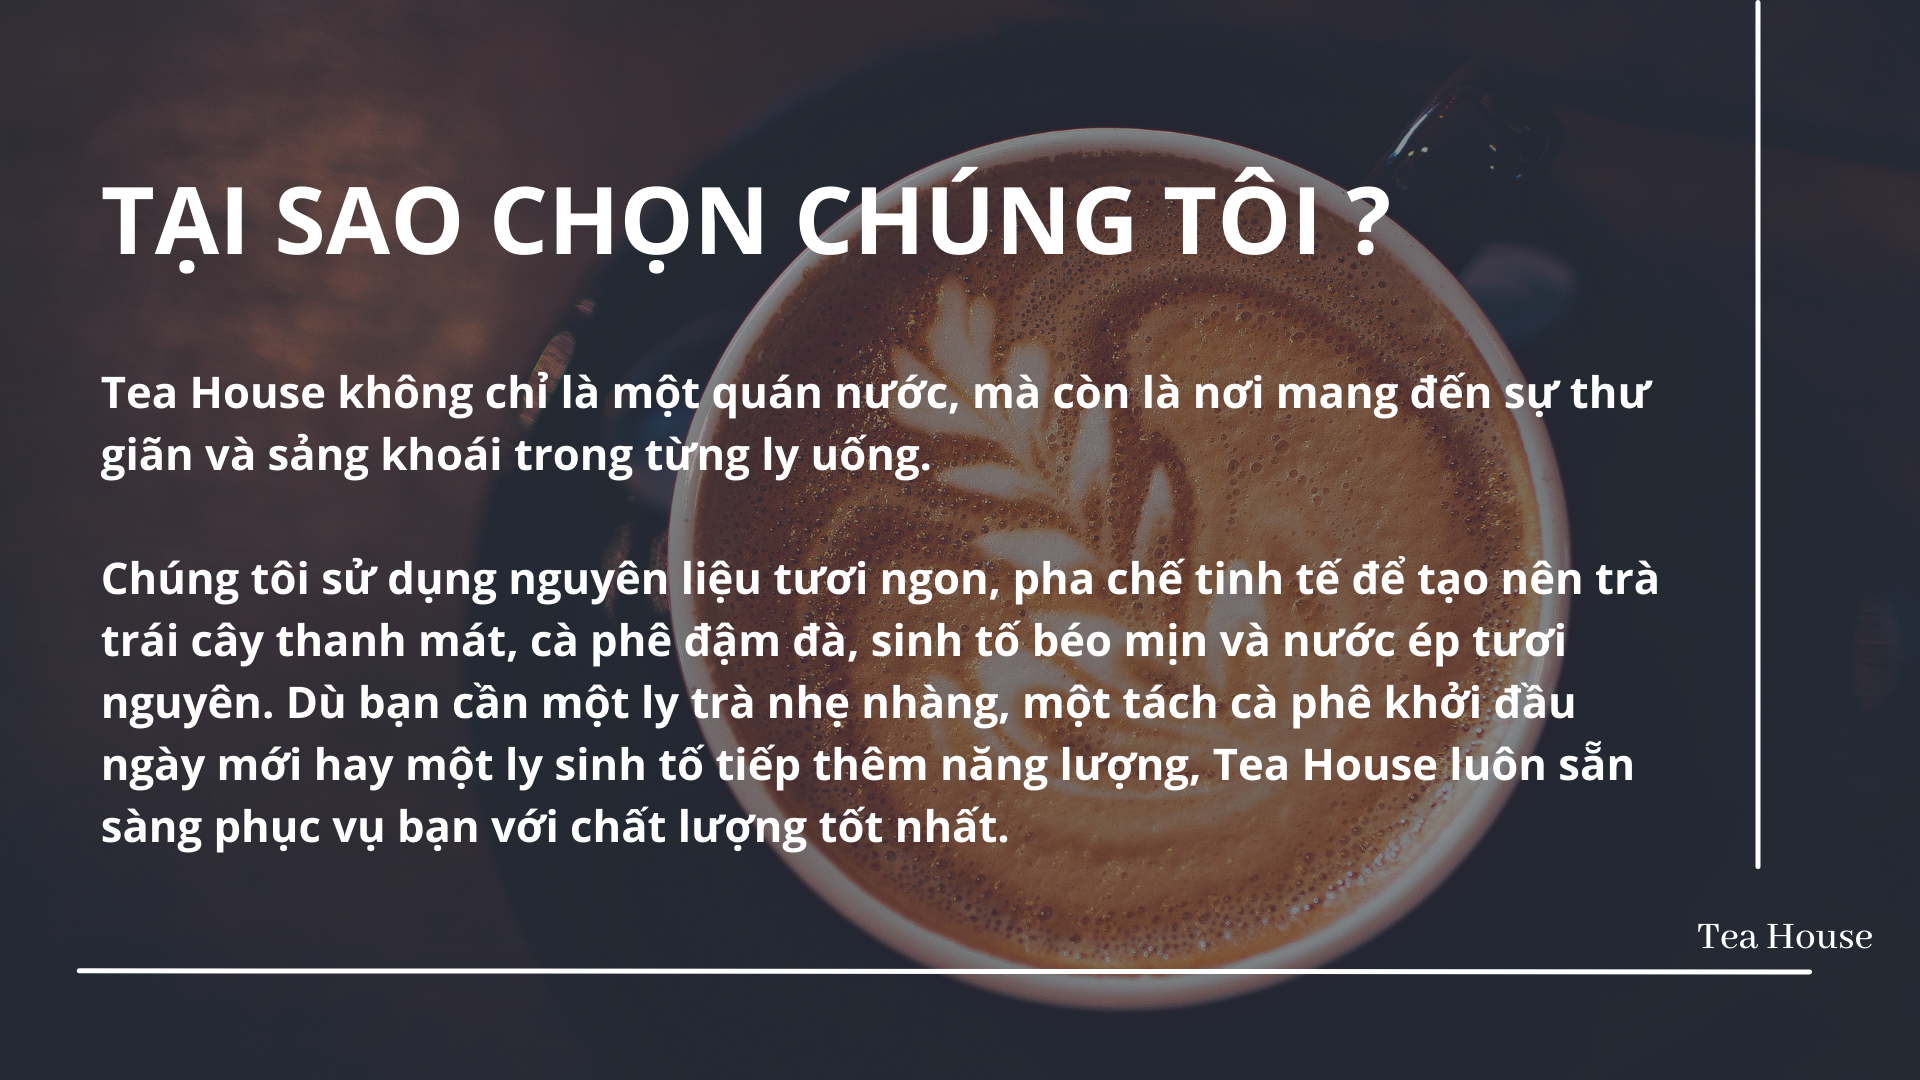 TẠI SAO CHỌN CHÚNG TÔI ?
Tea House không chỉ là một quán nước, mà còn là nơi mang đến sự thư
giãn và sảng khoái trong từng ly uống.
Chúng tôi sử dụng nguyên liệu tươi ngon, pha chế tinh tế để tạo nên trà
trái cây thanh mát, cà phê đậm đà, sinh tố béo mịn và nước ép tươi
nguyên. Dù bạn cần một ly trà nhẹ nhàng, một tách cà phê khởi đầu
ngày mới hay một ly sinh tố tiếp thêm năng lượng, Tea House luôn sẵn
sàng phục vụ bạn với chất lượng tốt nhất.
Tea House